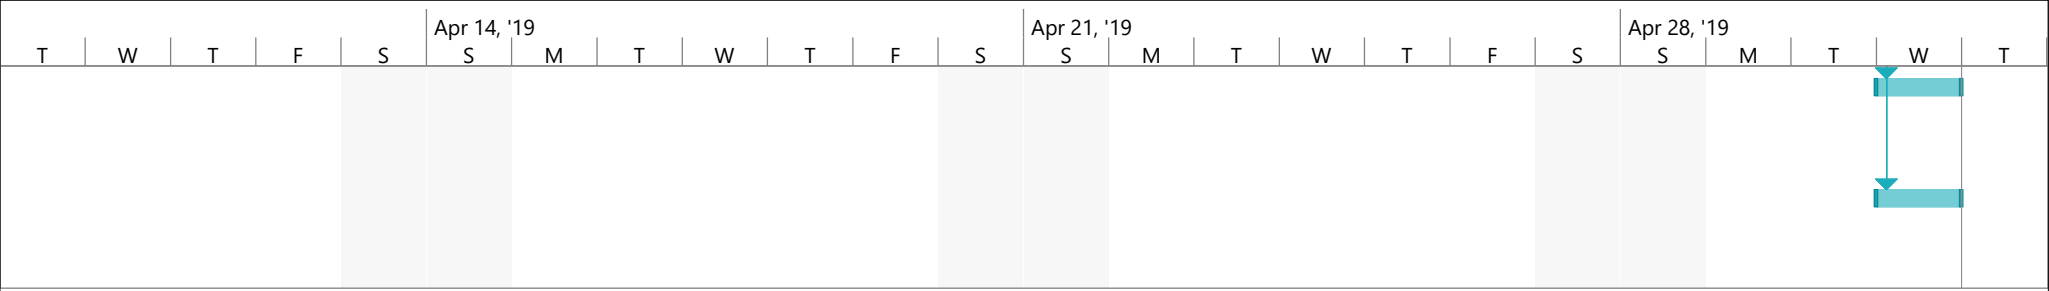 Apr 14, '19 Apr 21, '19 Apr 28, '19
T W T F S S M T W T F S S M T W T F S S M T W T